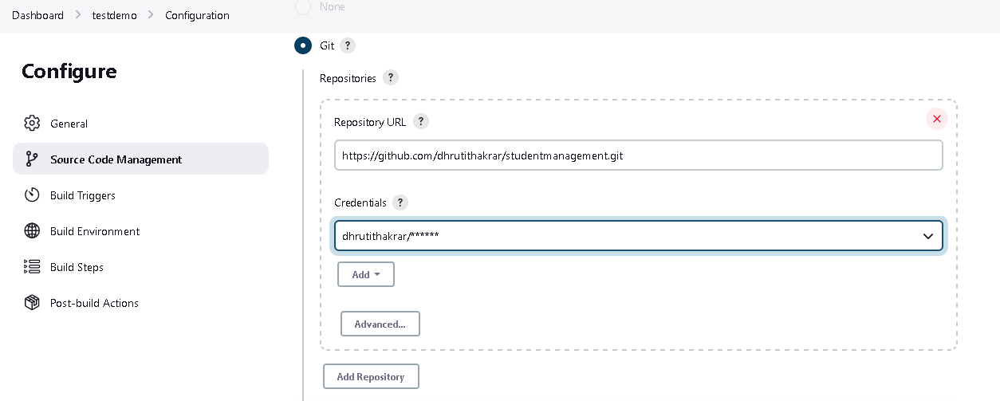 Dashboard > testdemo > Configuration
None
Git ?
Configure
Repositories ?
General
Repository URL ?
Source Code Management
https://github.com/dhrutithakrar/studentmanagement.git
Build Triggers
Credentials ?
Build Environment
dhrutithakrar/******
Build Steps
Add
Post-build Actions
Advanced...
Add Repository